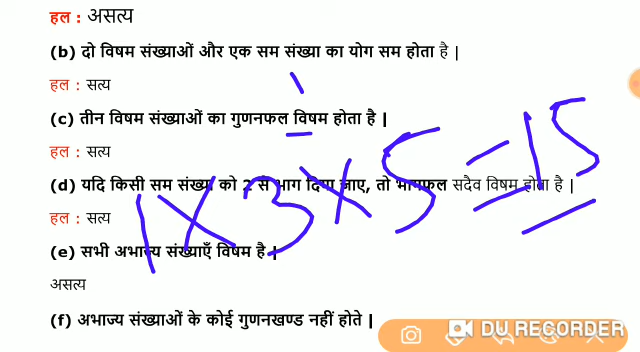 हल : असत्य
(b) दो विषम संख्याओं और एक सम संख्या का योग सम होता है |
हल : सत्य
(c) तीन विषम संख्याओं का गुणनफल विषम होता है |
हल : सत्य
(d) यदि किसी सम संख्या को 2 से भाग दिया जाए, तो भागफल सदैव विषम होता है |
1 x 3 x 5 = 15
हल : सत्य
(e) सभी अभाज्य संख्याएँ विषम है |
असत्य
(f) अभाज्य संख्याओं के कोई गुणनखण्ड नहीं होते |
DU RECORDER